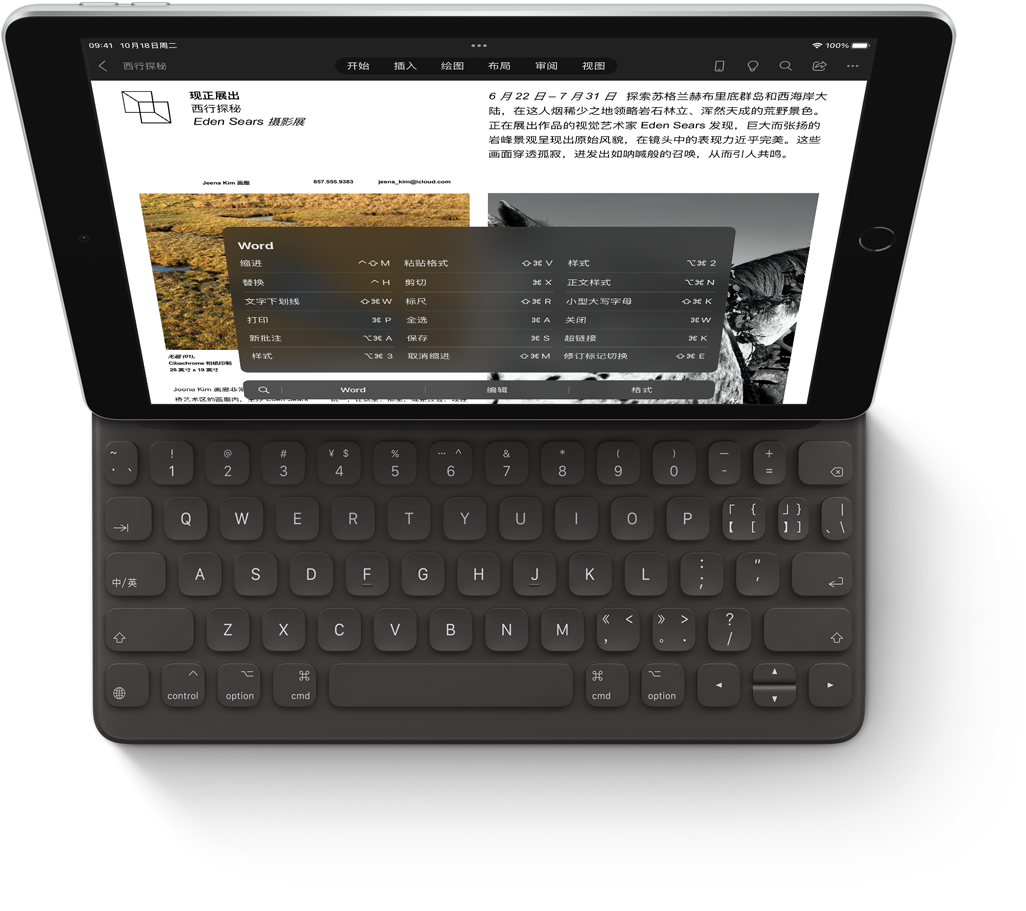 09:41 10月18日周二
100%
西行探秘
开始 插入 绘图 布局 审阅 视图
现正展出
西行探秘
Eden Sears 摄影展
6 月 22 日 – 7 月 31 日 探索苏格兰赫布里底群岛和西海岸大
陆，在这人烟稀少之地领略岩石林立、浑然天成的荒野景色。
正在展出作品的视觉艺术家 Eden Sears 发现，巨大而张扬的
岩峰景观呈现出原始风貌，在镜头中的表现力近乎完美。这些
画面穿透孤寂，迸发出如呐喊般的召唤，从而引人共鸣。
Jeena Kim 画廊 857.555.9383 jeena_kim@icloud.com
Word
缩进 ⌃⇧M 粘贴格式 ⇧⌘V 样式 ⌥⌘2
替换 ⌃H 剪切 ⌘X 正文样式 ⌥⌘N
文字下划线 ⇧⌘W 标尺 ⇧⌘R 小型大写字母 ⇧⌘K
打印 ⌘P 全选 ⌘A 关闭 ⌘W
新批注 ⌥⌘A 保存 ⌘S 超链接 ⌘K
样式 ⌥⌘3 取消缩进 ⇧⌘M 修订标记切换 ⇧⌘E
无题 (01),
Cibachrome 相纸印制
28 英寸 x 19 英寸
Word 编辑 格式
Jeena Kim 画廊非常
桥艺术区的画廊内，
~ ! @ # ¥ $ % … ^ & * ( ) — +
· 、 1 2 3 4 5 6 7 8 9 0 - =
Q W E R T Y U I O P 「 { 【 [ 」 } 】 ] | 、 \
中/英 A S D F G H J K L : ; " '
Z X C V B N M 《 < , 》 > 。 . ? /
control option cmd cmd option